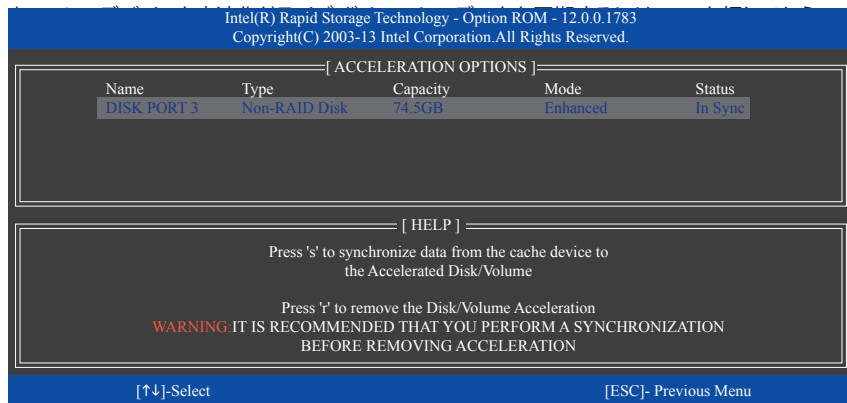 Intel(R) Rapid Storage Technology - Option ROM - 12.0.0.1783
Copyright(C) 2003-13 Intel Corporation.All Rights Reserved.
[ ACCELERATION OPTIONS ]
Name Type Capacity Mode Status
DISK PORT 3 Non-RAID Disk 74.5GB Enhanced In Sync
[ HELP ]
Press 's' to synchronize data from the cache device to
the Accelerated Disk/Volume
Press 'r' to remove the Disk/Volume Acceleration
WARNING:IT IS RECOMMENDED THAT YOU PERFORM A SYNCHRONIZATION
BEFORE REMOVING ACCELERATION
[↑↓]-Select [ESC]- Previous Menu